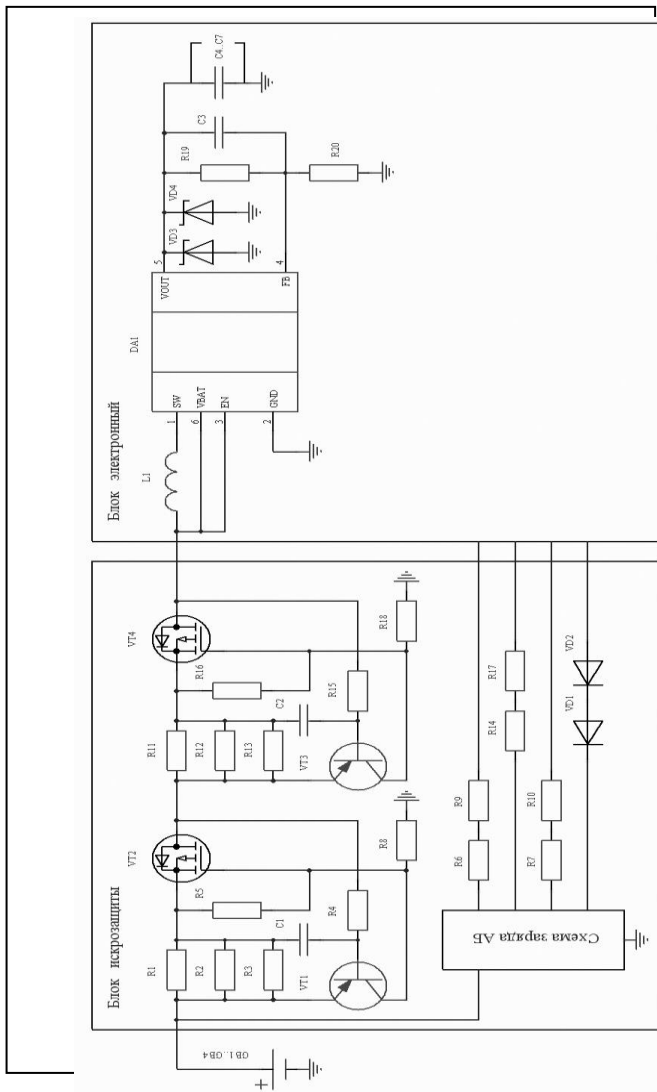 C4..C7
C3
R19
R20
VD4
VD3
5
4
VOUT
FB
DA1
SW
VBAT
EN
GND
1
6
3
2
L1
Блок электронный
VT4
R18
R16
R15
C2
R11
R12
R13
VT3
R17
VD2
R14
VD1
R9
R10
VT2
R8
R5
R4
C1
R6
R7
R1
R2
R3
VT1
Схема заряда АБ
Блок искрозащиты
GB1..GB4
+